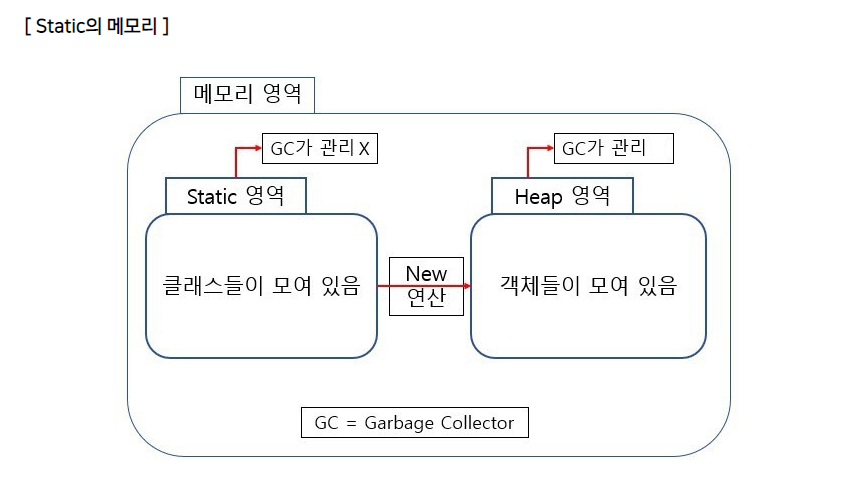 [ Static의 메모리 ]
메모리 영역
GC가 관리 X
GC가 관리
Static 영역
Heap 영역
클래스들이 모여 있음
New
연산
객체들이 모여 있음
GC = Garbage Collector